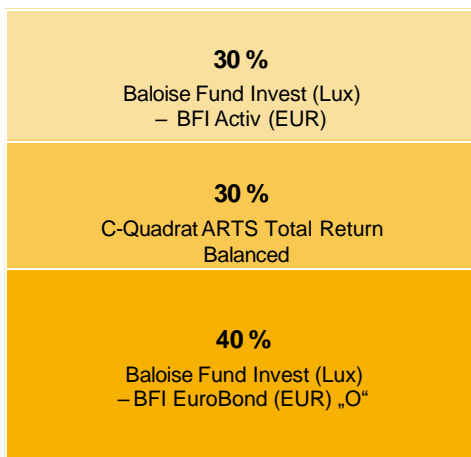 30 %
Baloise Fund Invest (Lux)
– BFI Activ (EUR)
30 %
C-Quadrat ARTS Total Return
Balanced
40 %
Baloise Fund Invest (Lux)
– BFI EuroBond (EUR) „O“